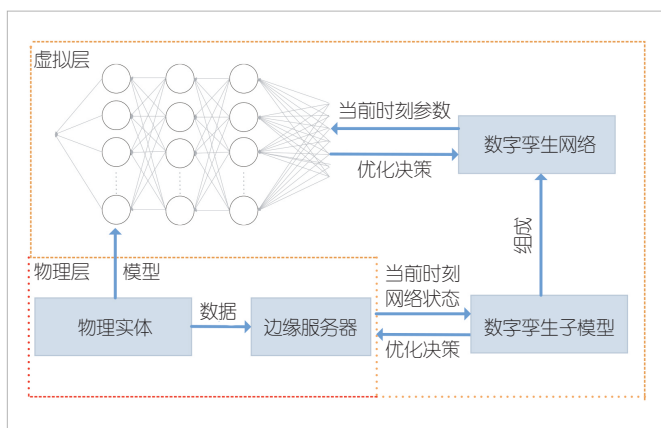 虚拟层
当前时刻参数
优化决策
数字孪生网络
组成
物理层
模型
物理实体
数据
边缘服务器
当前时刻
网络状态
优化决策
数字孪生子模型